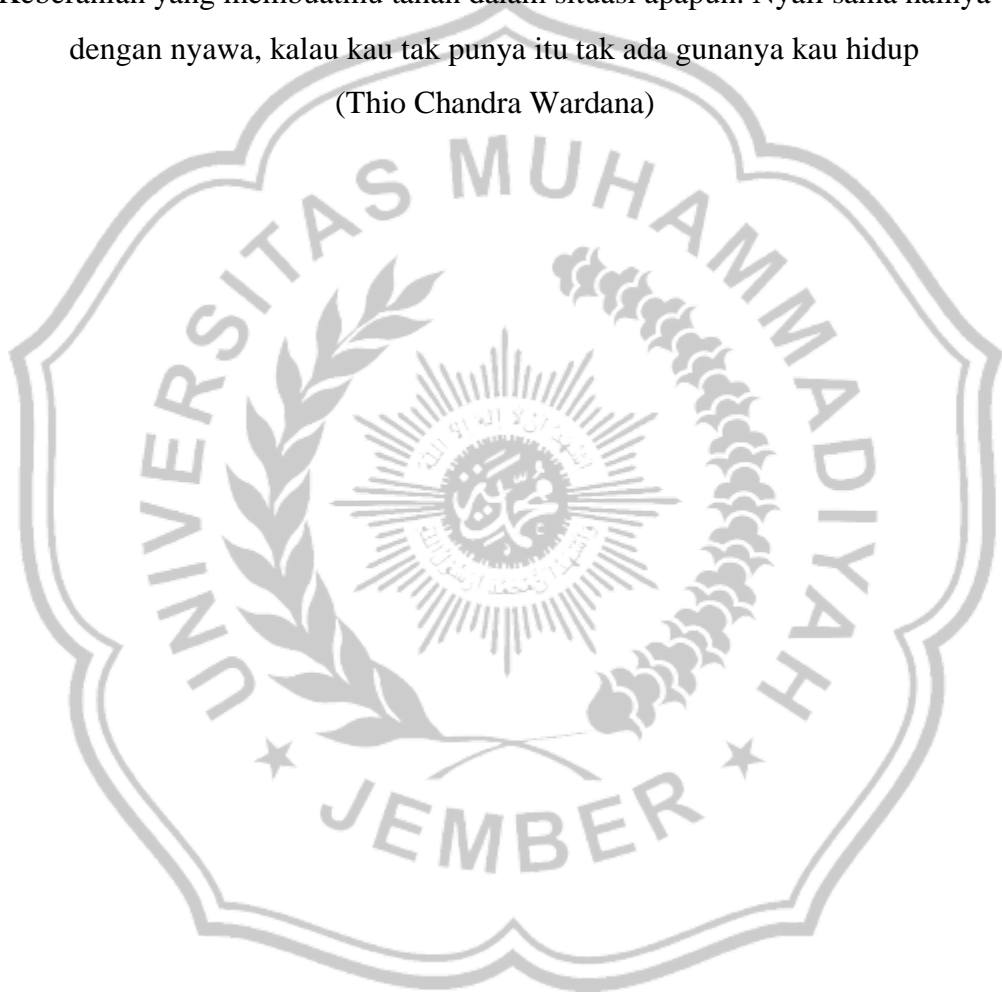 Keberanian yang membuatmu tahan dalam situasi apapun. Nyali sama halnya
dengan nyawa, kalau kau tak punya itu tak ada gunanya kau hidup
(Thio Chandra Wardana)
UNIVERSITAS MUHAMMADIYAH
JEMBER